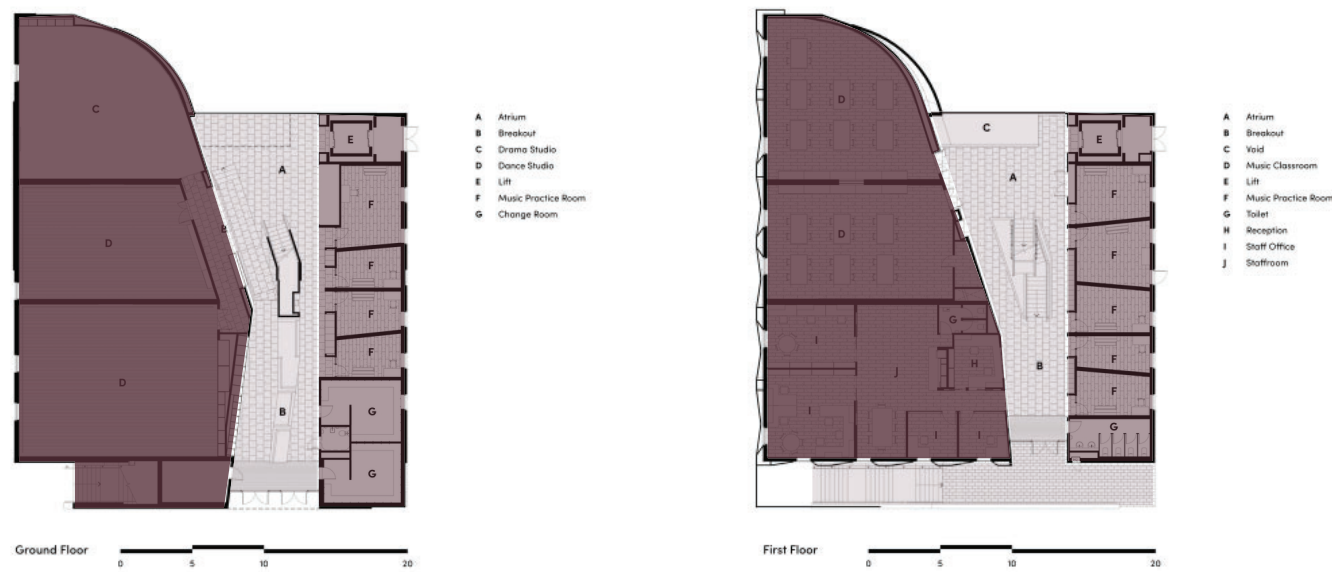 C
E
A
F
D
B
F
F
F
D
G
B
G
A Atrium
B Breakout
C Drama Studio
D Dance Studio
E Lift
F Music Practice Room
G Change Room
Ground Floor
0 5 10 20
D
C
E
A
F
D
F
F
G
I
J
H
B
F
F
I
I
I
G
A Atrium
B Breakout
C Void
D Music Classroom
E Lift
F Music Practice Room
G Toilet
H Reception
I Staff Office
J Staffroom
First Floor
0 5 10 20